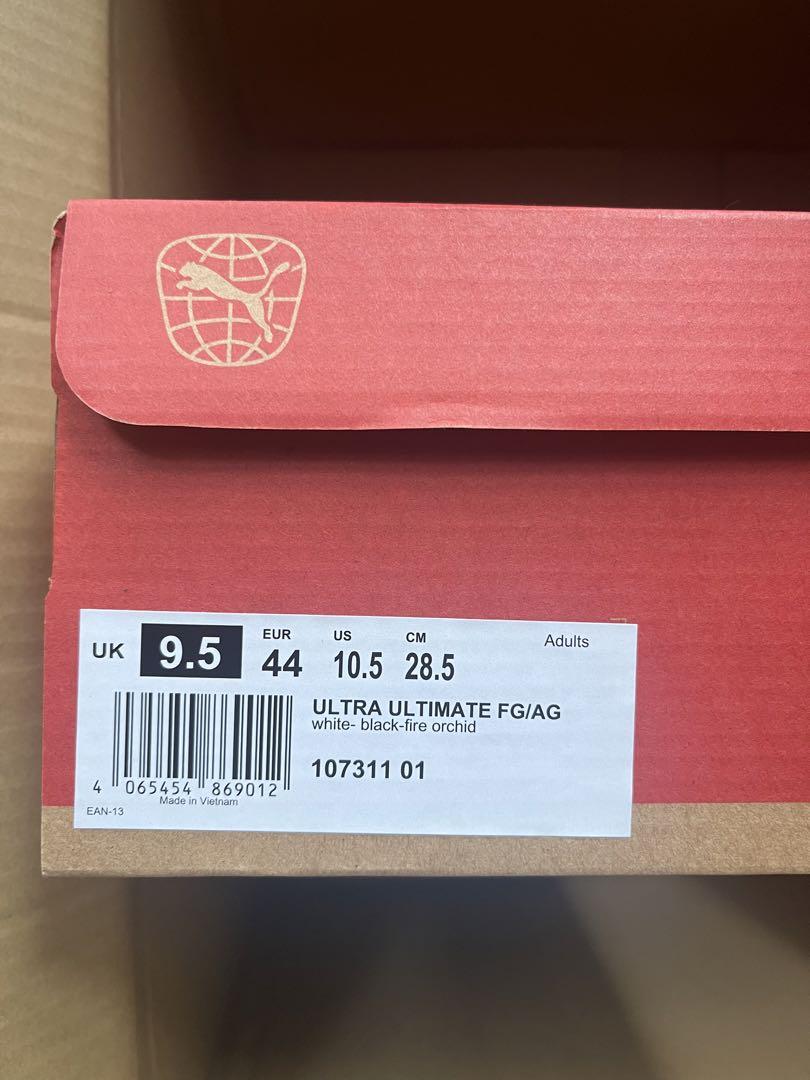 UK 9.5 EUR 44 US 10.5 CM 28.5 Adults
ULTRA ULTIMATE FG/AG
white- black-fire orchid
107311 01
4 065454 869012
Made in Vietnam
EAN-13